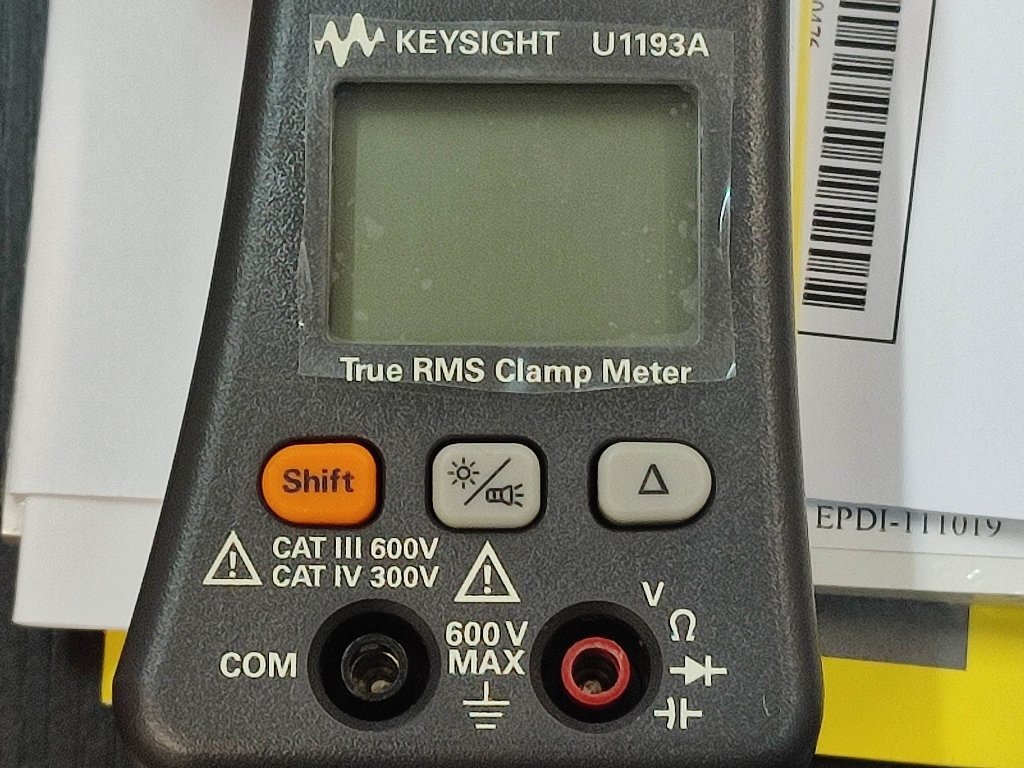 KEYSIGHT U1193A
True RMS Clamp Meter
Shift
Δ
CAT III 600V
CAT IV 300V
600 V
MAX
COM
V
Ω
EPDI-111019